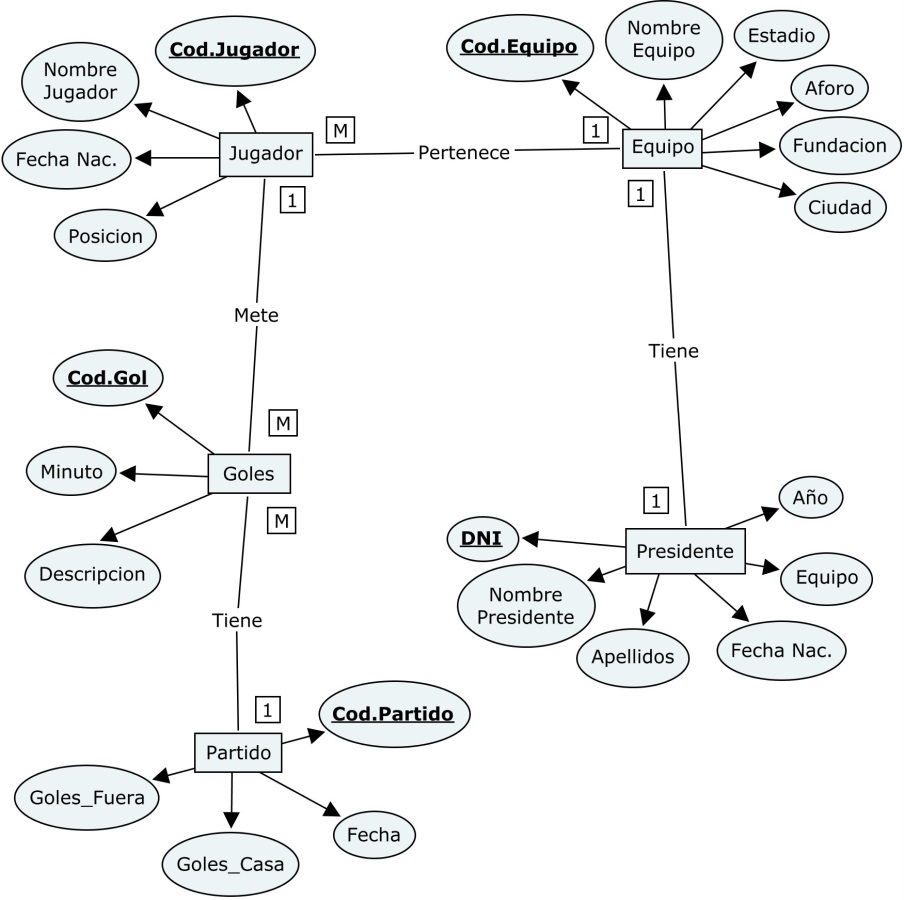 Cod.Jugador
Nombre
Jugador
Fecha Nac.
Posicion
Jugador
M
1
Pertenece
Cod.Equipo
Nombre
Equipo
Estadio
Aforo
Fundacion
Ciudad
1
Equipo
1
Mete
Tiene
Cod.Gol
M
Minuto
Goles
M
Descripcion
1
Año
DNI
Presidente
Equipo
Nombre
Presidente
Apellidos
Fecha Nac.
Tiene
1
Cod.Partido
Partido
Goles_Fuera
Fecha
Goles_Casa